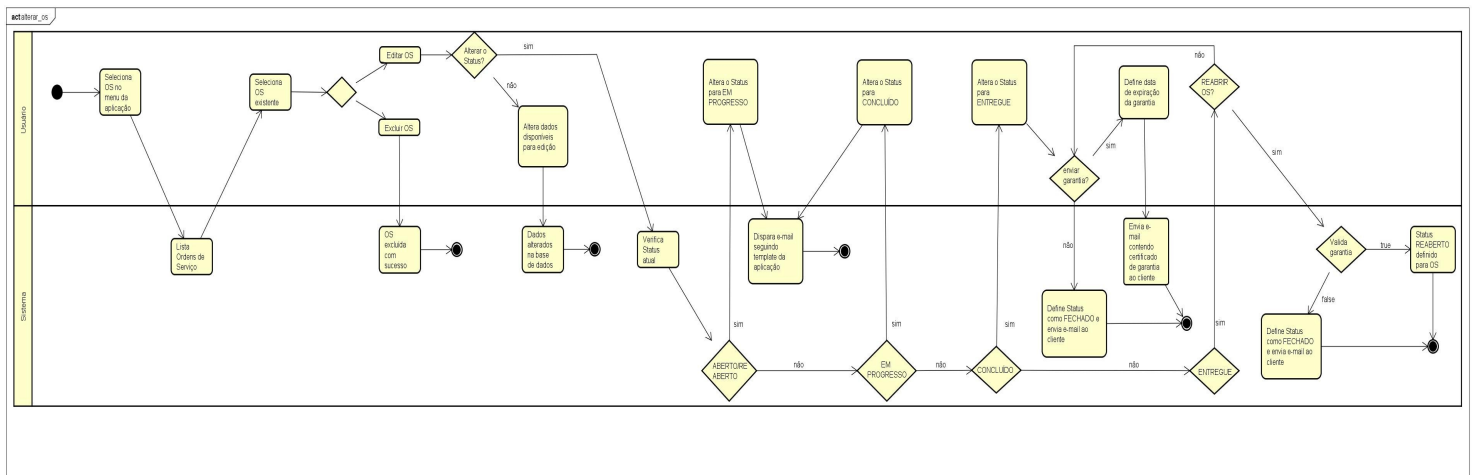 act alterar_os
Usuário
Seleciona
OS no
menu da
aplicação
Seleciona
OS
existente
Editar OS
Excluir OS
Alterar o
Status?
sim
não
Altera dados
disponíveis
para edição
Altera o Status
para EM
PROGRESSO
Altera o Status
para
CONCLUÍDO
Altera o Status
para
ENTREGUE
enviar
garantia?
sim
Define data
de expiração
da garantia
não
REABRIR
OS?
sim
Sistema
Lista
Ordens de
Serviço
OS
excluida
com
sucesso
Dados
alterados
na base
de dados
Verifica
Status
atual
Dispara e-mail
seguindo
template da
aplicação
não
Define Status
como FECHADO e
envia e-mail ao
cliente
Envia e-
mail
contendo
certificado
de garantia
ao cliente
Valida
garantia
true
Status
REABERTO
definido
para OS
false
Define Status
como FECHADO
e envia e-mail ao
cliente
sim
ABERTO/RE
ABERTO
não
sim
EM
PROGRESSO
não
sim
CONCLUÍDO
não
sim
ENTREGUE